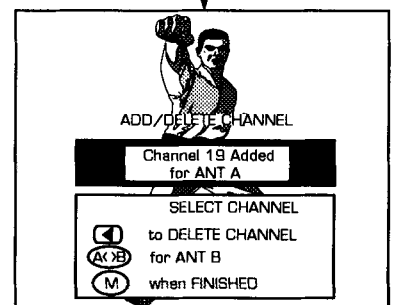 ADD/DELETE CHANNEL
Channel 19 Added
for ANT A
SELECT CHANNEL
to DELETE CHANNEL
A<>B for ANT B
M when FINISHED